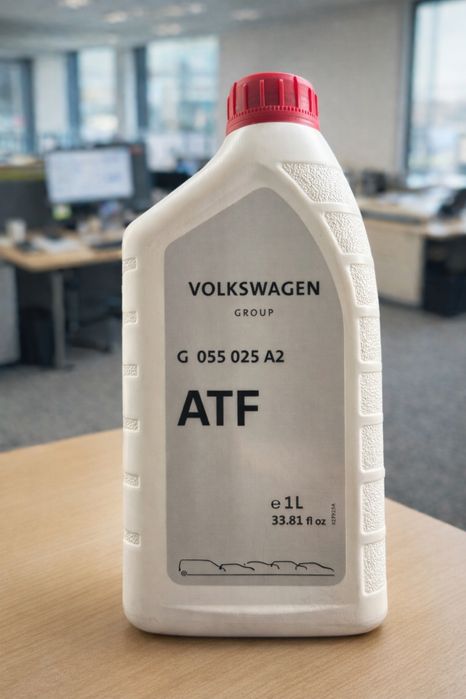 VOLKSWAGEN
GROUP
G 055 025 A2
ATF
℮ 1L
33.81 fl oz